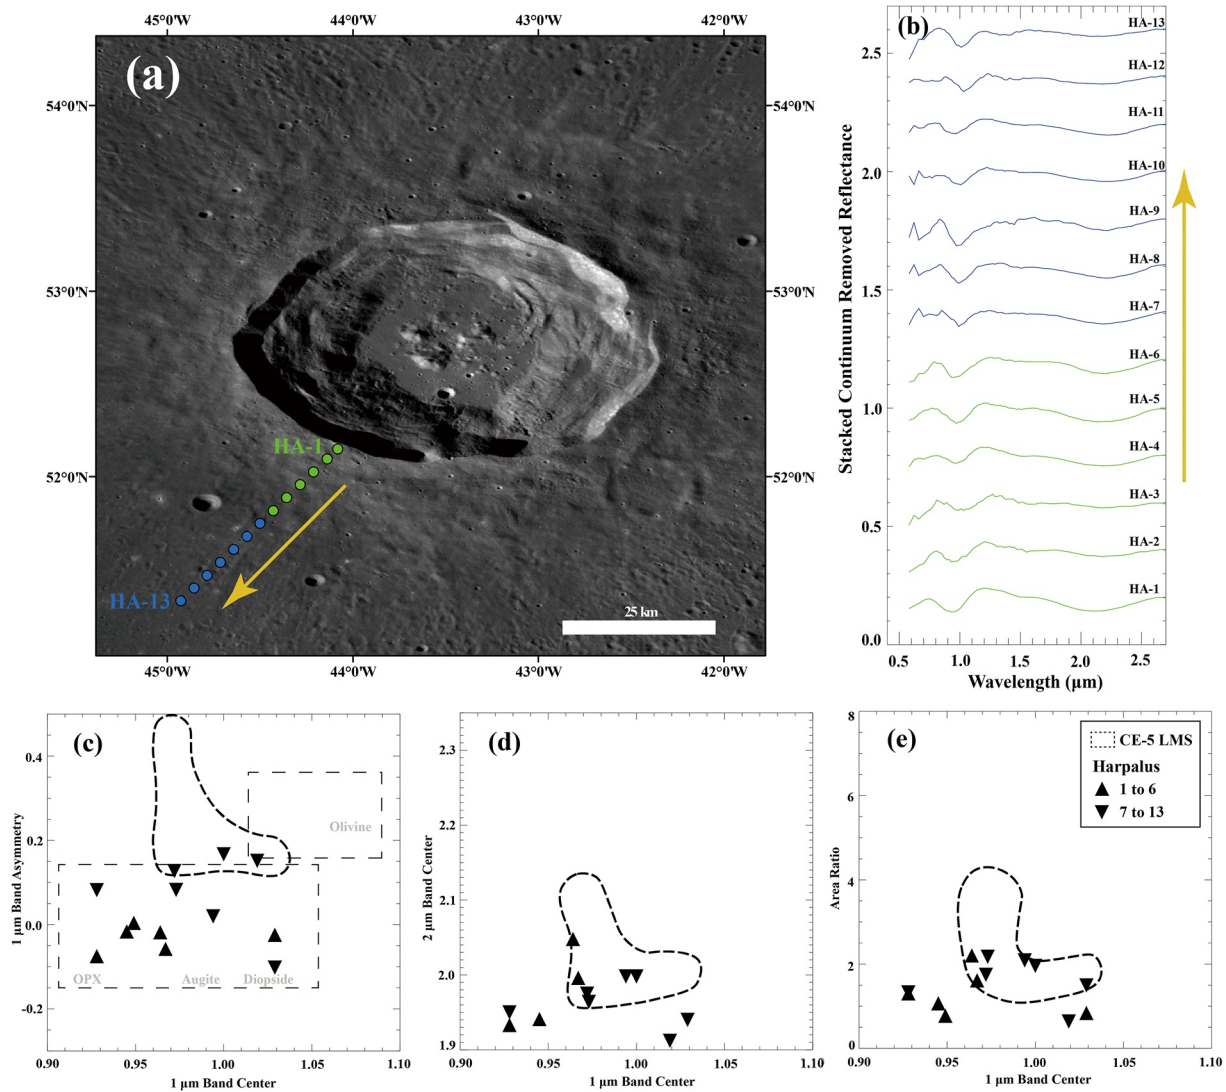 45°0'W 44°0'W 43°0'W 42°0'W
(a)
54°0'N 54°0'N
53°0'N 53°0'N
52°0'N 52°0'N
HA-1
HA-13
25 km
45°0'W 44°0'W 43°0'W 42°0'W
(b)
Stacked Continuum Removed Reflectance
2.5
2.0
1.5
1.0
0.5
0.0
HA-13
HA-12
HA-11
HA-10
HA-9
HA-8
HA-7
HA-6
HA-5
HA-4
HA-3
HA-2
HA-1
0.5 1.0 1.5 2.0 2.5
Wavelength (μm)
(c)
1 μm Band Asymmetry
0.4
0.2
0.0
-0.2
Olivine
OPX Augite Diopside
0.90 0.95 1.00 1.05 1.10
1 μm Band Center
(d)
2 μm Band Center
2.3
2.2
2.1
2.0
1.9
0.90 0.95 1.00 1.05 1.10
1 μm Band Center
(e)
Area Ratio
8
6
4
2
0
CE-5 LMS
Harpalus
1 to 6
7 to 13
0.90 0.95 1.00 1.05 1.10
1 μm Band Center